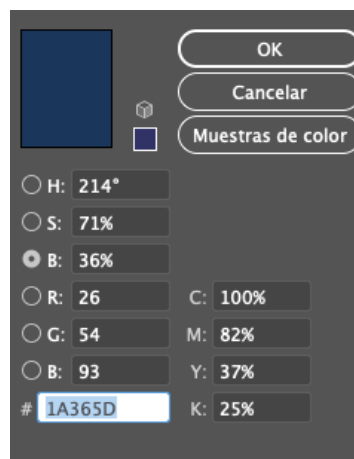 OK
Cancelar
Muestras de color
H: 214°
S: 71%
B: 36%
R: 26 C: 100%
G: 54 M: 82%
B: 93 Y: 37%
# 1A365D K: 25%